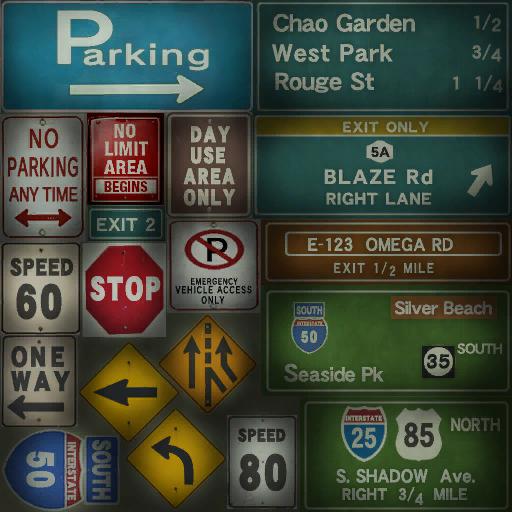 Parking
Chao Garden 1/2
West Park 3/4
Rouge St 1 1/4
NO
PARKING
ANY TIME
NO
LIMIT
AREA
BEGINS
DAY
USE
AREA
ONLY
EXIT ONLY
5A
BLAZE Rd
RIGHT LANE
EXIT 2
SPEED
60
STOP
P
EMERGENCY
VEHICLE ACCESS
ONLY
E-123 OMEGA RD
EXIT 1/2 MILE
SOUTH
INTERSTATE
50
Silver Beach
35 SOUTH
Seaside Pk
ONE
WAY
SOUTH
INTERSTATE
50
SPEED
80
INTERSTATE
25
85
NORTH
S. SHADOW Ave.
RIGHT 3/4 MILE